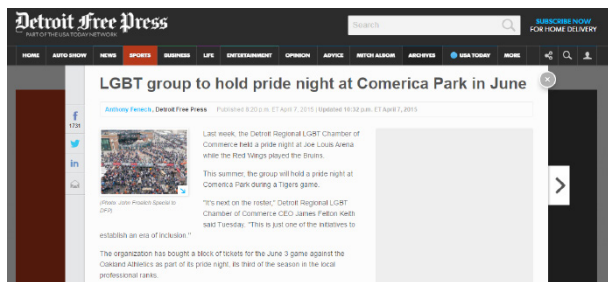 Detroit Free Press
PART OF THE USA TODAY NETWORK
Search
SUBSCRIBE NOW
FOR HOME DELIVERY
HOME AUTO SHOW NEWS SPORTS BUSINESS LIFE ENTERTAINMENT OPINION ADVICE MITCH ALBOM ARCHIVES USA TODAY MORE
LGBT group to hold pride night at Comerica Park in June
Anthony Fenech, Detroit Free Press Published 8:20 p.m. ET April 7, 2015 | Updated 10:32 p.m. ET April 7, 2015
1731
Last week, the Detroit Regional LGBT Chamber of
Commerce held a pride night at Joe Louis Arena
while the Red Wings played the Bruins.
This summer, the group will hold a pride night at
Comerica Park during a Tigers game.
(Photo: John Froelich Special to
DFP)
"It's next on the roster," Detroit Regional LGBT
Chamber of Commerce CEO James Felton Keith
said Tuesday. "This is just one of the initiatives to
establish an era of inclusion."
The organization has bought a block of tickets for the June 3 game against the
Oakland Athletics as part of its pride night, its third of the season in the local
professional ranks.